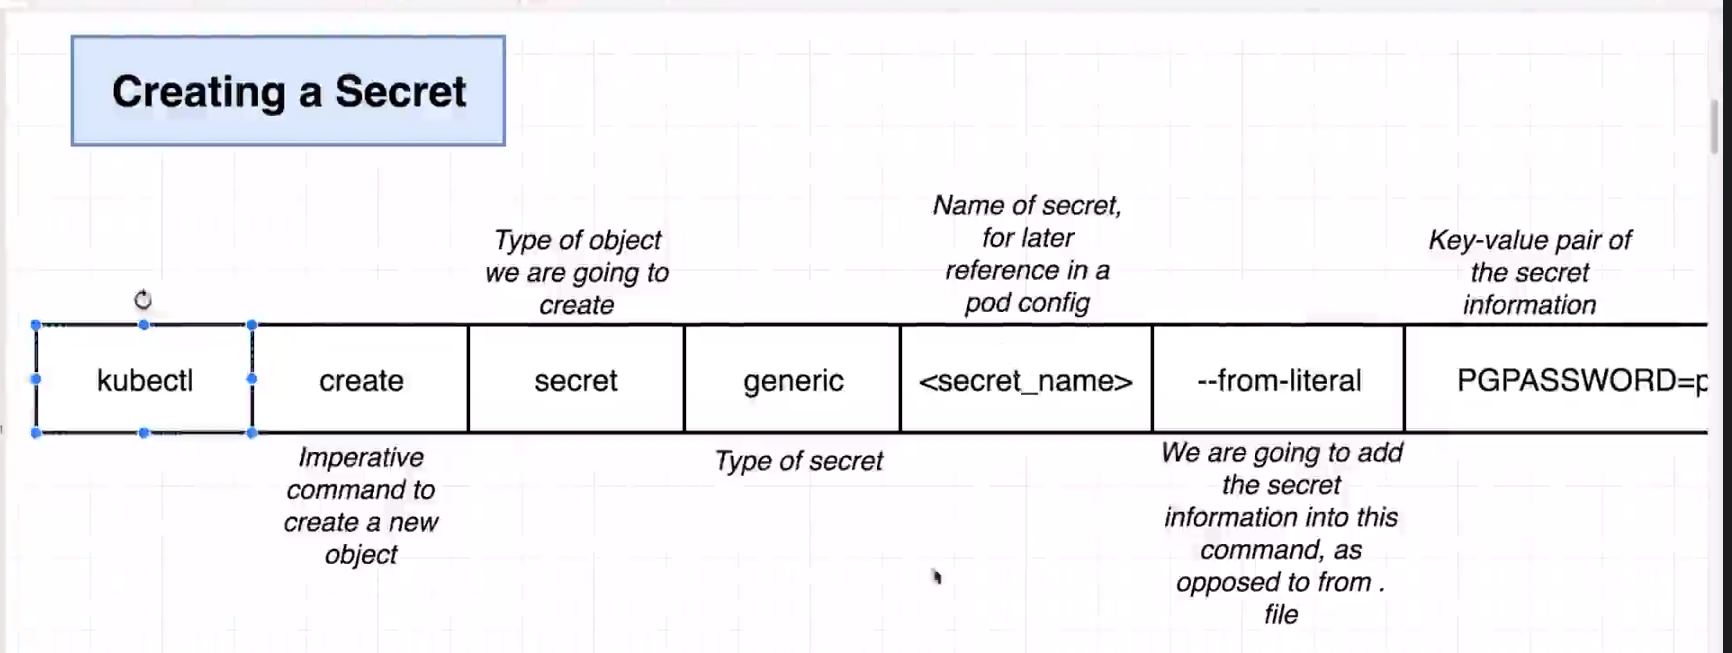 Creating a Secret
Name of secret,
for later
reference in a
pod config
Type of object
we are going to
create
Key-value pair of
the secret
information
kubectl
create
secret
generic
<secret_name>
--from-literal
PGPASSWORD=p
Imperative
command to
create a new
object
Type of secret
We are going to add
the secret
information into this
command, as
opposed to from .
file